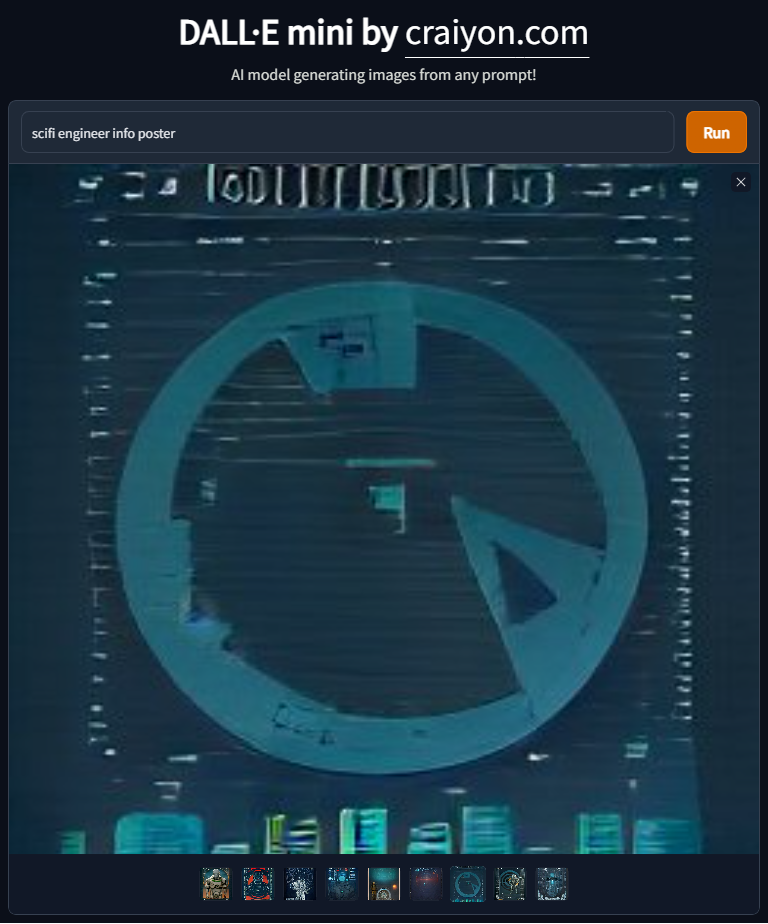 DALL·E mini by craiyon.com
AI model generating images from any prompt!
scifi engineer info poster
Run